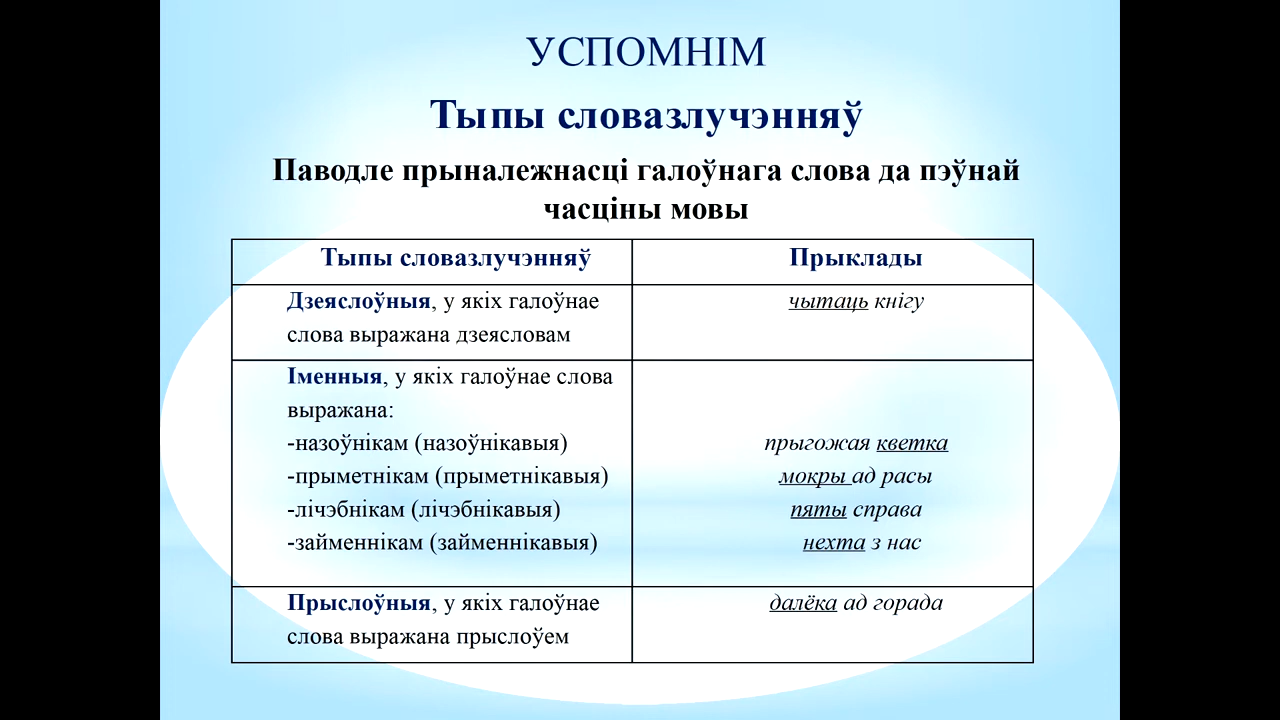 УСПОМНІМ
Тыпы словазлучэнняў
Паводле прыналежнасці галоўнага слова да пэўнай
часціны мовы
Тыпы словазлучэнняў
Прыклады
Дзеяслоўныя, у якіх галоўнае
слова выражана дзеясловам
чытаць кнігу
Іменныя, у якіх галоўнае слова
выражана:
-назоўнікам (назоўнікавыя)
-прыметнікам (прыметнікавыя)
-лічэбнікам (лічэбнікавыя)
-займеннікам (займеннікавыя)
прыгожая кветка
мокры ад расы
пяты справа
нехта з нас
Прыслоўныя, у якіх галоўнае
слова выражана прыслоўем
далёка ад горада